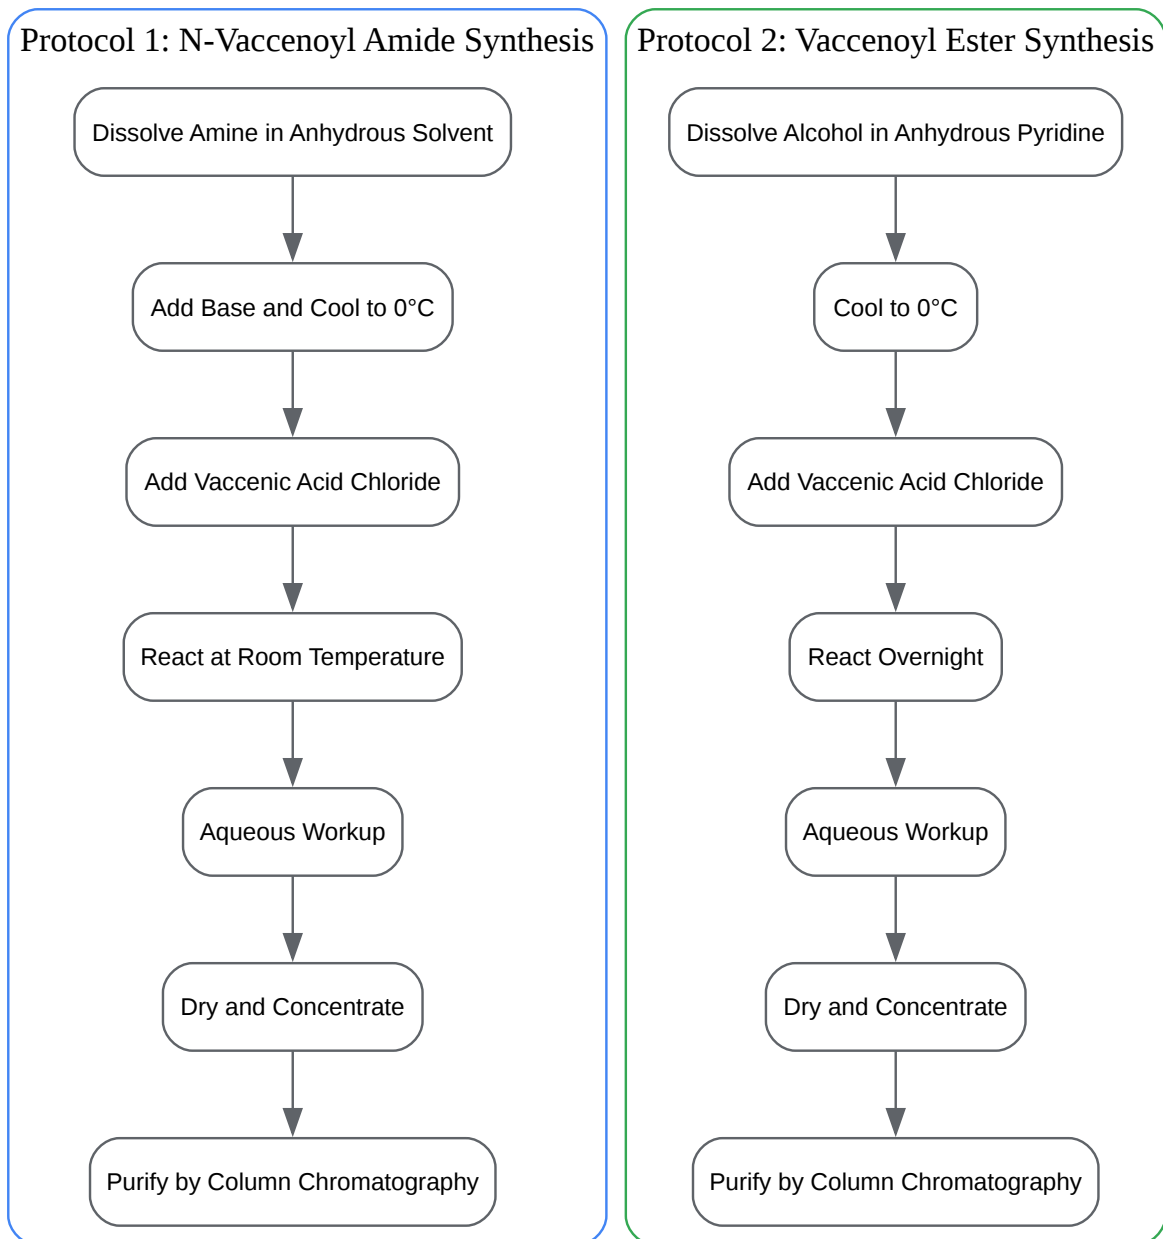 Protocol 1: N-Vaccenoyl Amide Synthesis
Dissolve Amine in Anhydrous Solvent
Add Base and Cool to 0°C
Add Vaccenic Acid Chloride
React at Room Temperature
Aqueous Workup
Dry and Concentrate
Purify by Column Chromatography
Protocol 2: Vaccenoyl Ester Synthesis
Dissolve Alcohol in Anhydrous Pyridine
Cool to 0°C
Add Vaccenic Acid Chloride
React Overnight
Aqueous Workup
Dry and Concentrate
Purify by Column Chromatography